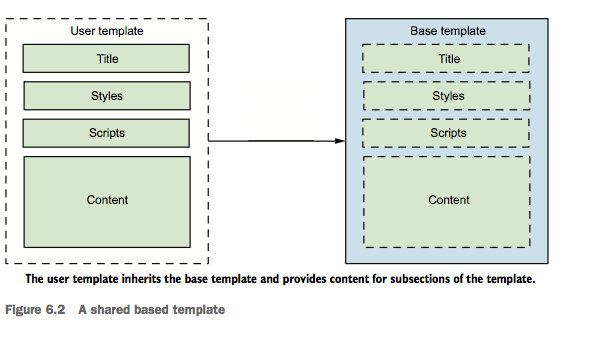 User template
Title
Styles
Scripts
Content
Base template
Title
Styles
Scripts
Content
The user template inherits the base template and provides content for subsections of the template.
Figure 6.2 A shared based template